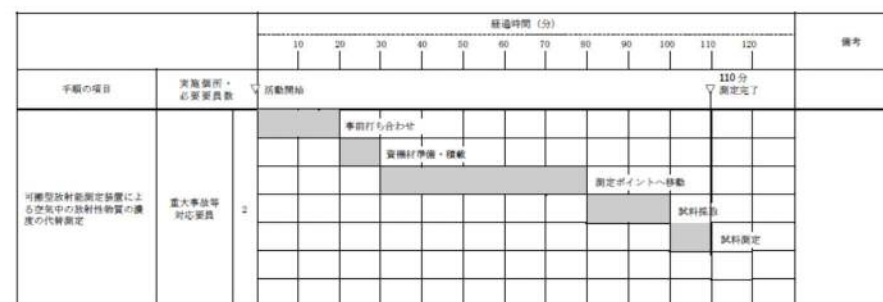 経過時間（分）
10 20 30 40 50 60 70 80 90 100 110 120
備考
手順の項目
実施個所・
必要要員数
活動開始
110分
測定完了
事前打ち合わせ
資機材準備・積載
測定ポイントへ移動
可搬型放射能測定装置によ
る空気中の放射性物質の濃
度の代替測定
重大事故等
対応要員
2
試料採取
試料測定